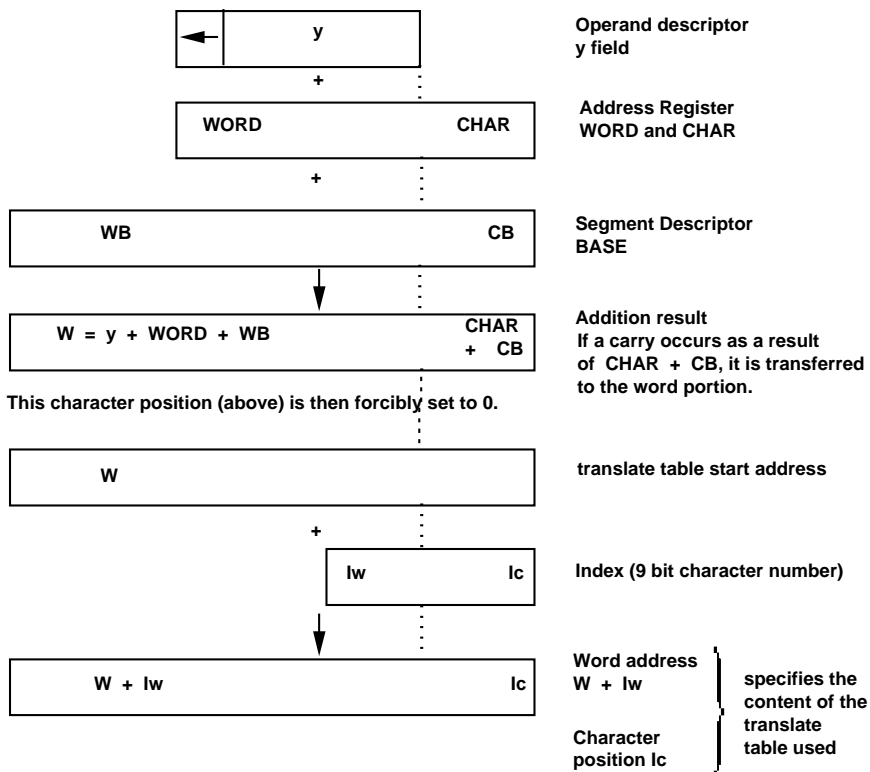 y
Operand descriptor
y field
+
WORD CHAR
Address Register
WORD and CHAR
+
WB CB
Segment Descriptor
BASE
W = y + WORD + WB
CHAR
+ CB
Addition result
If a carry occurs as a result
of CHAR + CB, it is transferred
to the word portion.
This character position (above) is then forcibly set to 0.
W
translate table start address
+
Iw Ic
Index (9 bit character number)
W + Iw Ic
Word address
W + Iw
Character
position Ic
specifies the
content of the
translate
table used